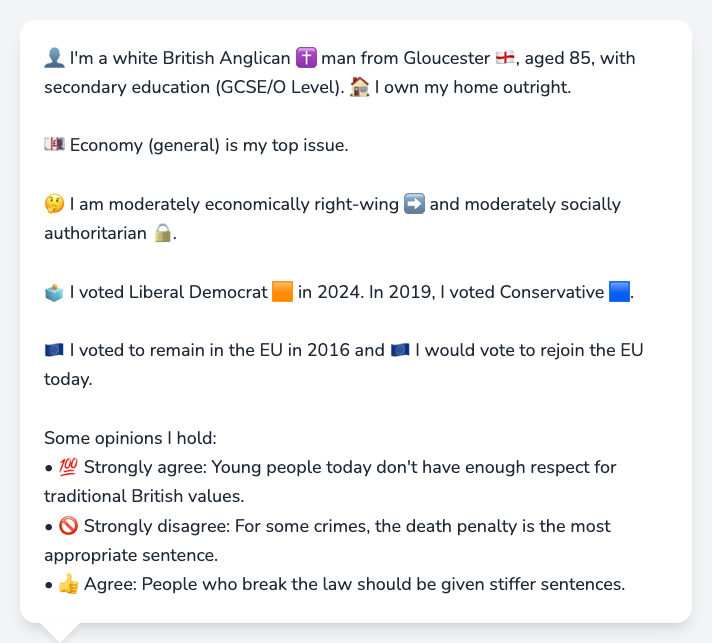 👤 I'm a white British Anglican ✝️ man from Gloucester 🏴󠁧󠁢󠁥󠁮󠁧󠁿, aged 85, with
secondary education (GCSE/O Level). 🏠 I own my home outright.
💷 Economy (general) is my top issue.
🤔 I am moderately economically right-wing ➡️ and moderately socially
authoritarian 🔒.
🗳️ I voted Liberal Democrat 🟧 in 2024. In 2019, I voted Conservative 🟦.
🇪🇺 I voted to remain in the EU in 2016 and 🇪🇺 I would vote to rejoin the EU
today.
Some opinions I hold:
• 💯 Strongly agree: Young people today don't have enough respect for
traditional British values.
• 🚫 Strongly disagree: For some crimes, the death penalty is the most
appropriate sentence.
• 👍 Agree: People who break the law should be given stiffer sentences.